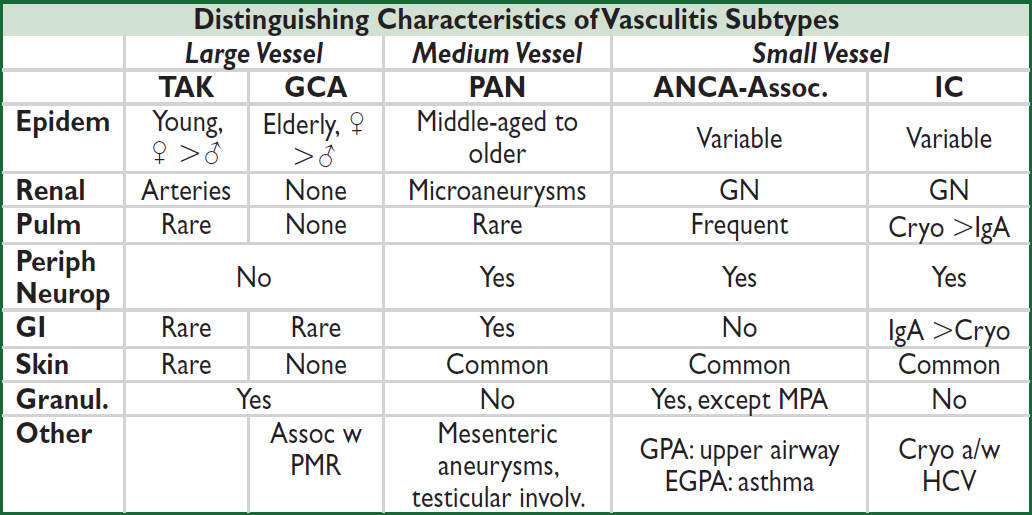 Distinguishing Characteristics of Vasculitis Subtypes
Large Vessel Medium Vessel Small Vessel
TAK GCA PAN ANCA-Assoc. IC
Epidem Young, ♀ >♂ Elderly, ♀ >♂ Middle-aged to older Variable Variable
Renal Arteries None Microaneurysms GN GN
Pulm Rare None Rare Frequent Cryo >IgA
Periph Neurop No Yes Yes Yes
GI Rare Rare Yes No IgA >Cryo
Skin Rare None Common Common Common
Granul. Yes No Yes, except MPA No
Other Assoc w PMR Mesenteric aneurysms, testicular involv. GPA: upper airway EGPA: asthma Cryo a/w HCV